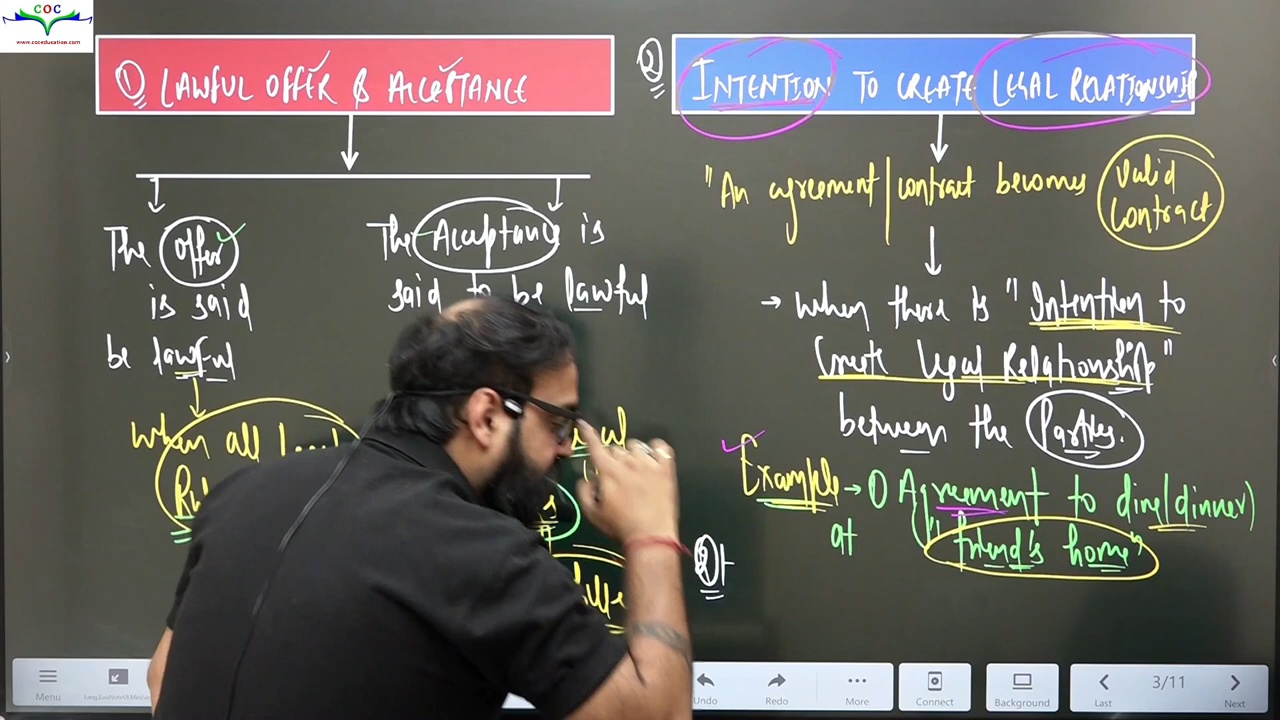 COC
www.coceducation.com
① LAWFUL OFFER & ACCEPTANCE
The Offer
is said
be lawful
When all
The Acceptance is
said to be lawful
② INTENTION TO CREATE LEGAL RELATIONSHIP
"An agreement/contract becomes Valid
Contract
→ When there is "Intention to
Create Legal Relationship"
between the Parties.
Example → ① Agreement to dine/dinner)
at "friend's home"
②
Menu
Undo
Redo
More
Connect
Background
Last
3/11
Next